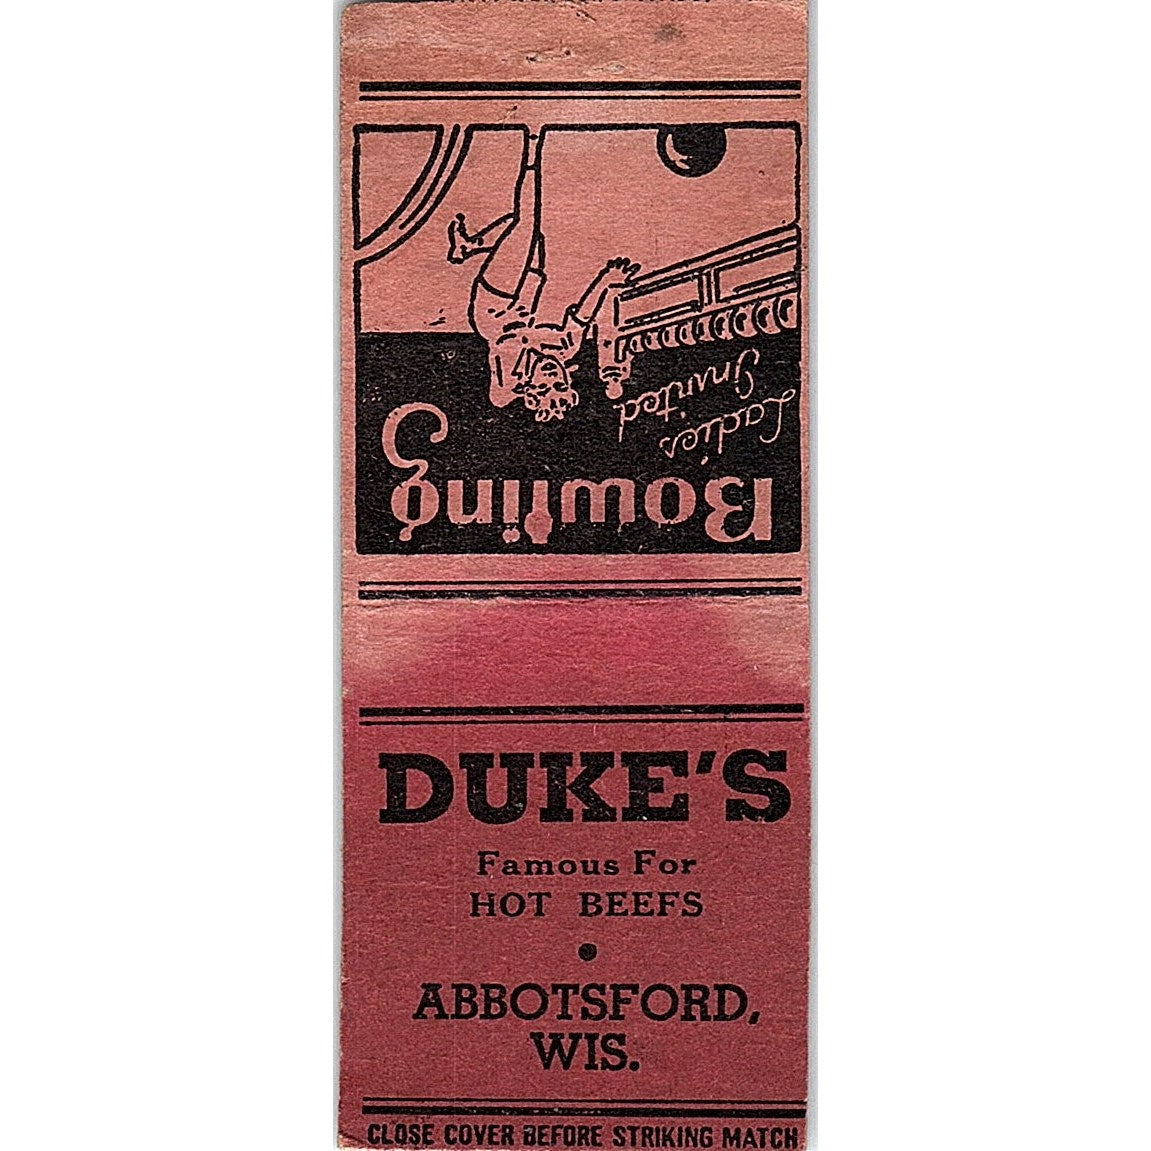 Bowling
Ladies
Invited
DUKE'S
Famous For
HOT BEEFS
ABBOTSFORD,
WIS.
CLOSE COVER BEFORE STRIKING MATCH